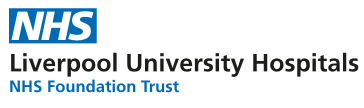 NHS
Liverpool University Hospitals
NHS Foundation Trust